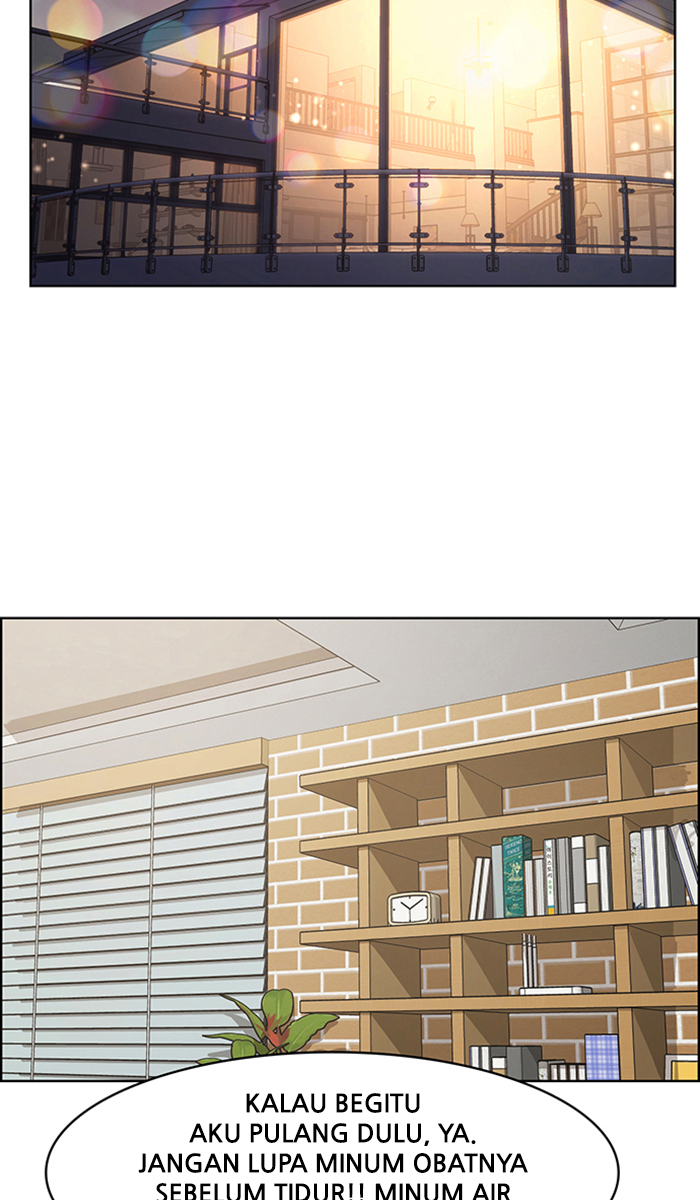 KALAU BEGITU
AKU PULANG DULU, YA.
JANGAN LUPA MINUM OBATNYA
SEBELUM TIDUR!! MINUM AIR